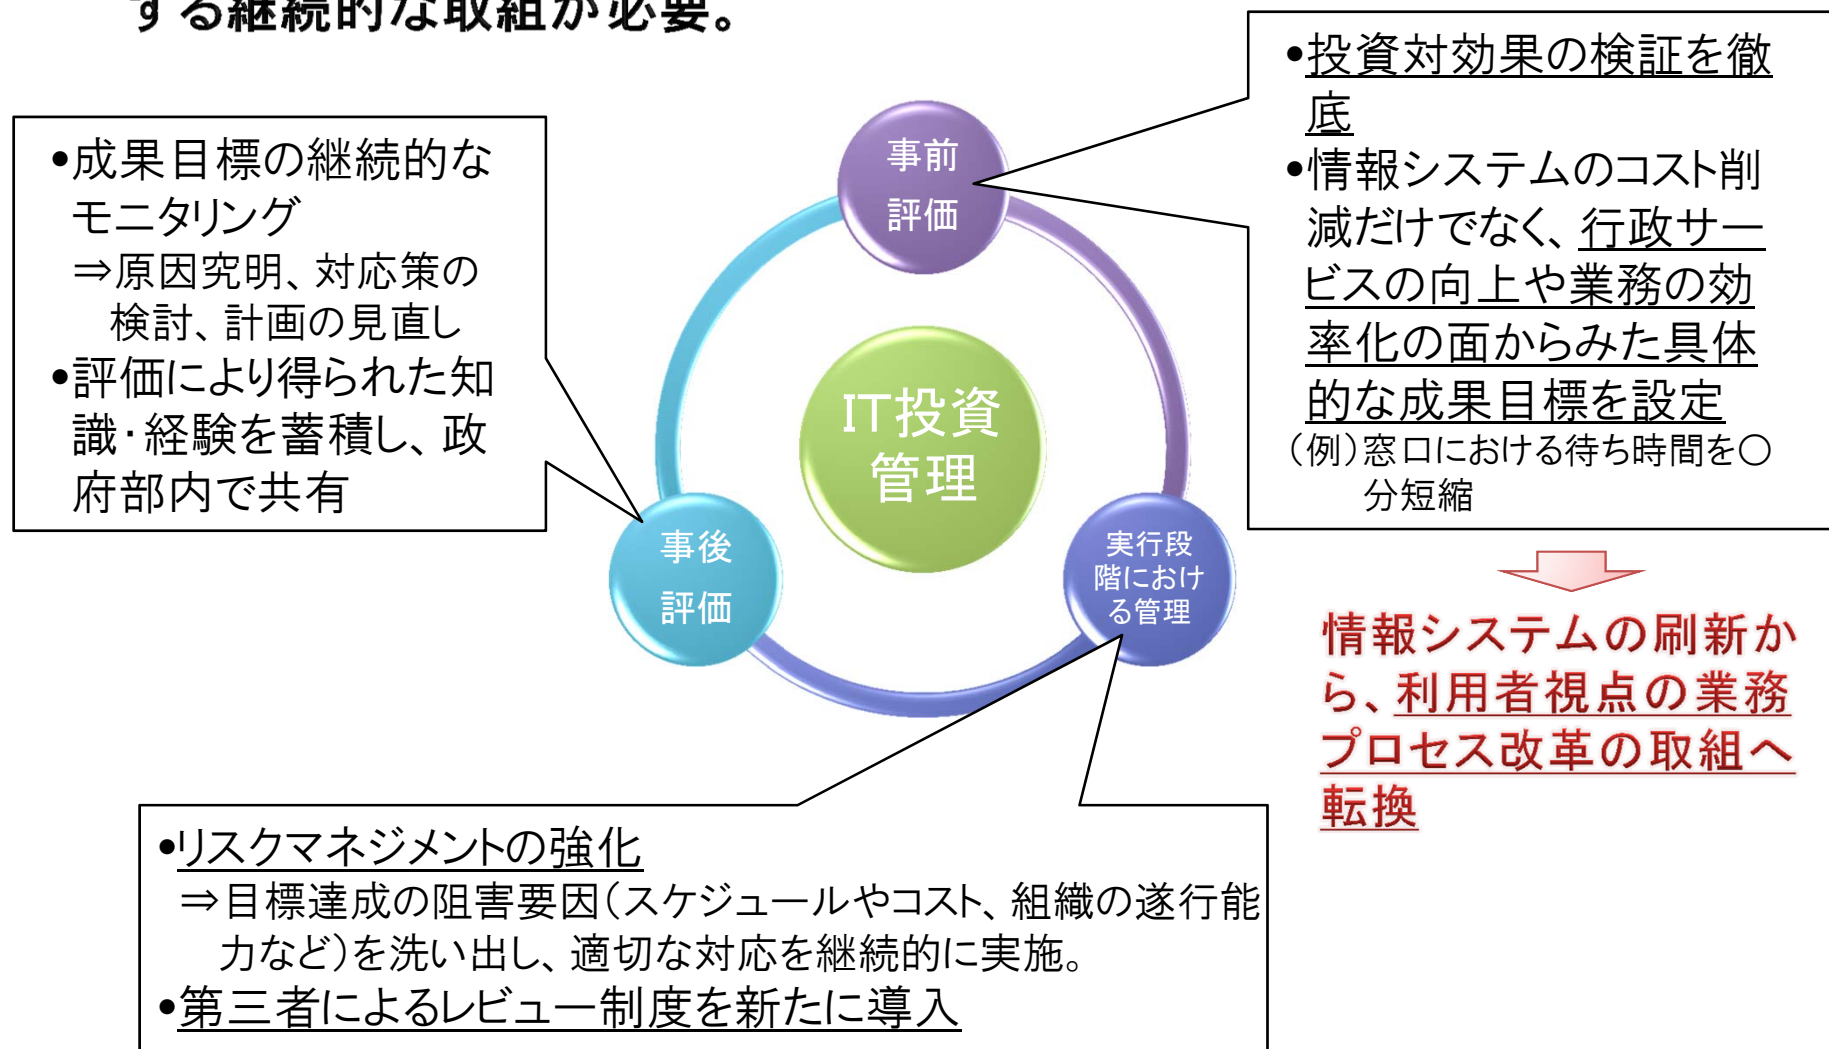 する継続的な取組が必要。
•投資対効果の検証を徹
底
•情報システムのコスト削
減だけでなく、行政サー
ビスの向上や業務の効
率化の面からみた具体
的な成果目標を設定
(例)窓口における待ち時間を○
分短縮
•成果目標の継続的な
モニタリング
⇒原因究明、対応策の
検討、計画の見直し
•評価により得られた知
識・経験を蓄積し、政
府部内で共有
事前
評価
IT投資
管理
事後
評価
実行段
階におけ
る管理
情報システムの刷新か
ら、利用者視点の業務
プロセス改革の取組へ
転換
•リスクマネジメントの強化
⇒目標達成の阻害要因(スケジュールやコスト、組織の遂行能
力など)を洗い出し、適切な対応を継続的に実施。
•第三者によるレビュー制度を新たに導入